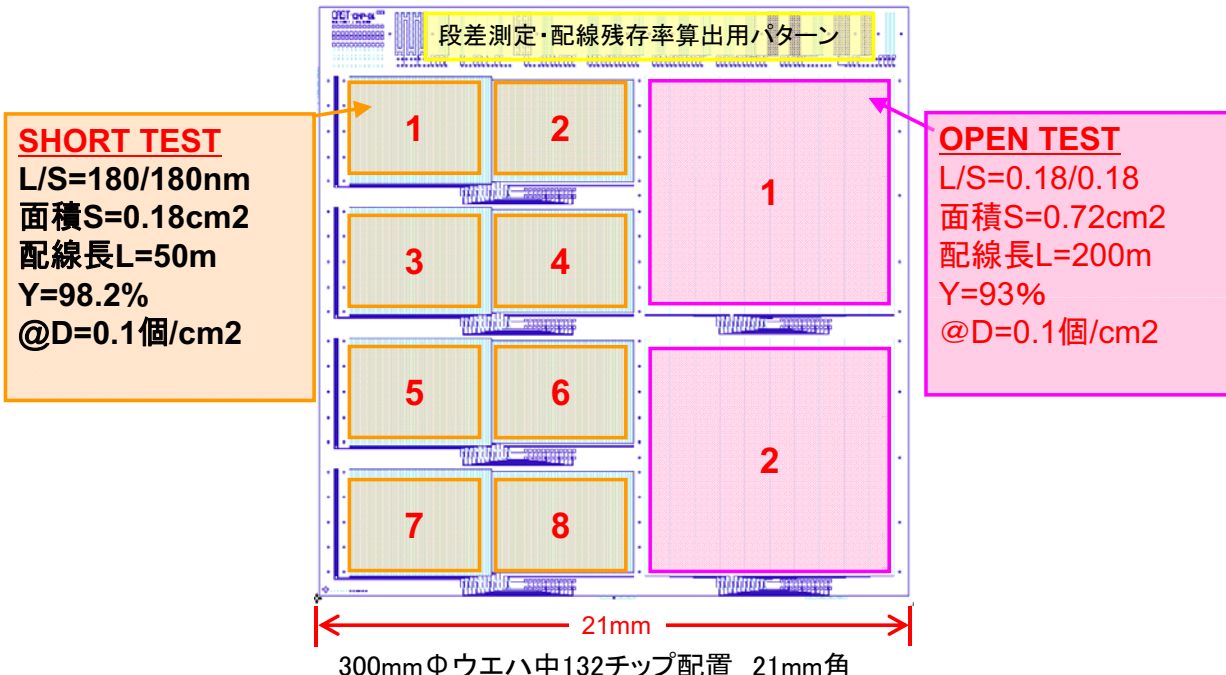 段差測定・配線残存率算出用パターン
SHORT TEST
L/S=180/180nm
面積S=0.18cm2
配線長L=50m
Y=98.2%
@D=0.1個/cm2
1
2
3
4
5
6
7
8
1
2
OPEN TEST
L/S=0.18/0.18
面積S=0.72cm2
配線長L=200m
Y=93%
@D=0.1個/cm2
21mm
300mmΦウエハ中132チップ配置 21mm角